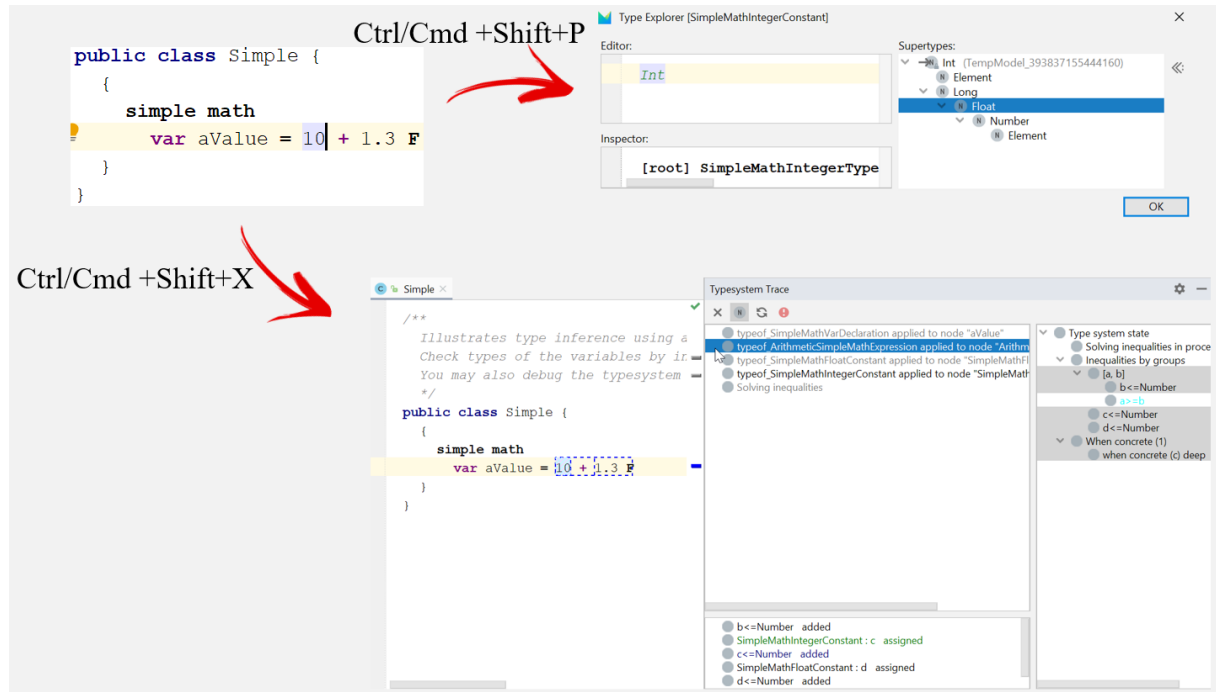 Ctrl/Cmd +Shift+P
public class Simple {
{
simple math
var aValue = 10 + 1.3 F
}
}
Type Explorer [SimpleMathIntegerConstant]
Editor:
Int
Inspector:
[root] SimpleMathIntegerType
Supertypes:
Int (TempModel_393837155444160)
Element
Long
Float
Number
Element
OK
Ctrl/Cmd +Shift+X
Simple
/**
Illustrates type inference using a
Check types of the variables by in
You may also debug the typesystem
*/
public class Simple {
{
simple math
var aValue = 10 + 1.3 F
}
}
Typesystem Trace
typeof_SimpleMathVarDeclaration applied to node "aValue"
typeof_ArithmeticSimpleMathExpression applied to node "Arithm
typeof_SimpleMathFloatConstant applied to node "SimpleMathFl
typeof_SimpleMathIntegerConstant applied to node "SimpleMath
Solving inequalities
Type system state
Solving inequalities in proce
Inequalities by groups
[a, b]
b<=Number
a>=b
c<=Number
d<=Number
When concrete (1)
when concrete (c) deep
b<=Number added
SimpleMathIntegerConstant : c assigned
c<=Number added
SimpleMathFloatConstant : d assigned
d<=Number added